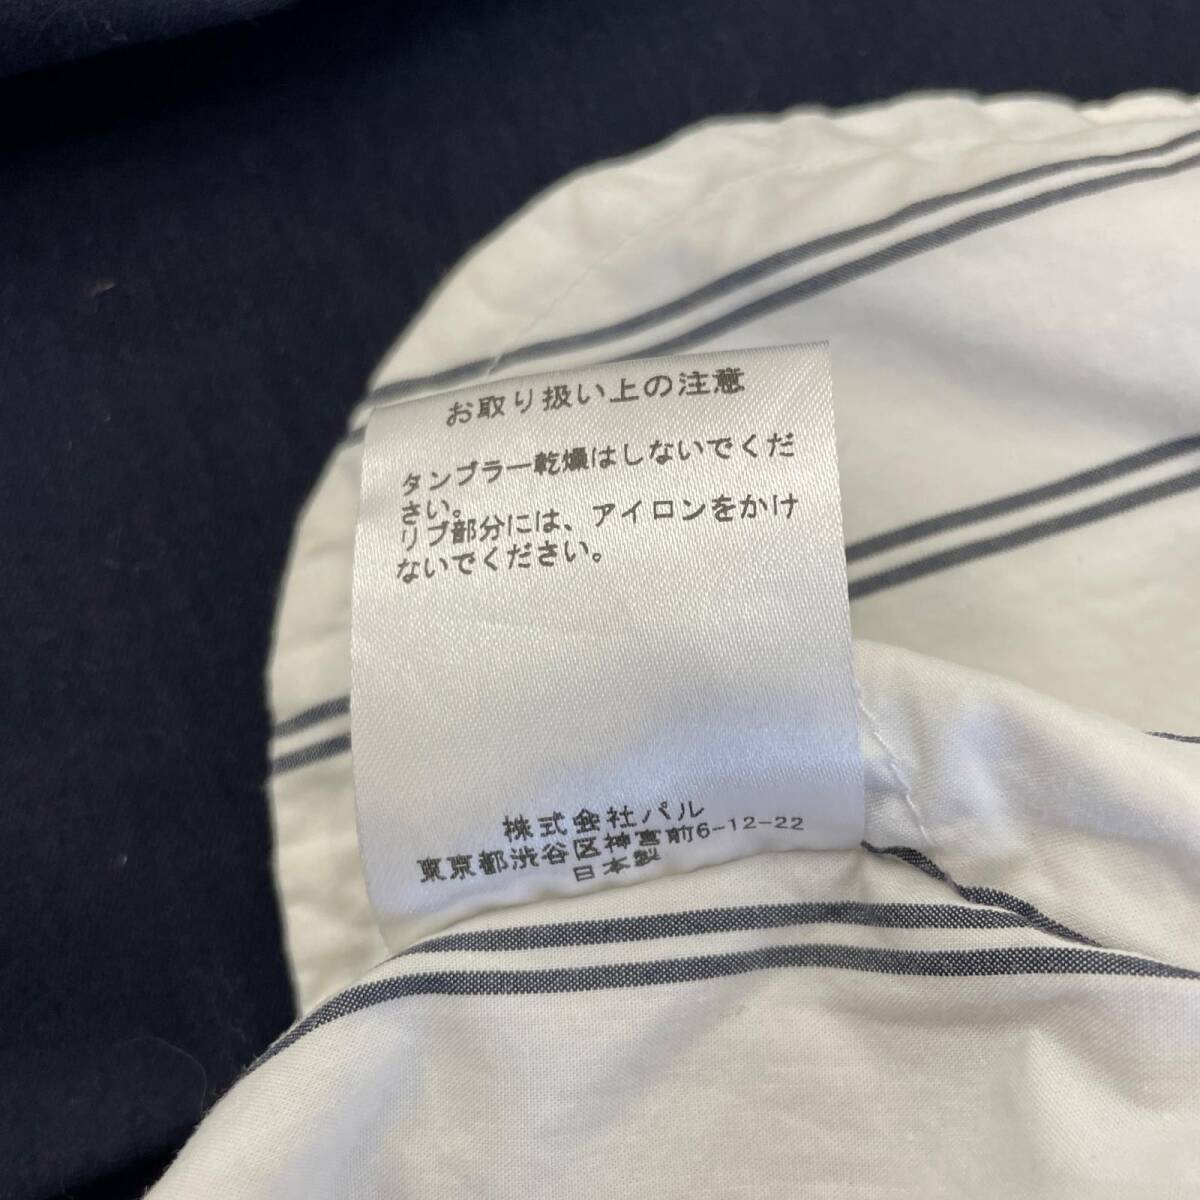 お取り扱い上の注意
タンブラー乾燥はしないでくだ
さい。
リブ部分には、アイロンをかけ
ないでください。
株式会社パル
東京都渋谷区神宮前6-12-22
日本製